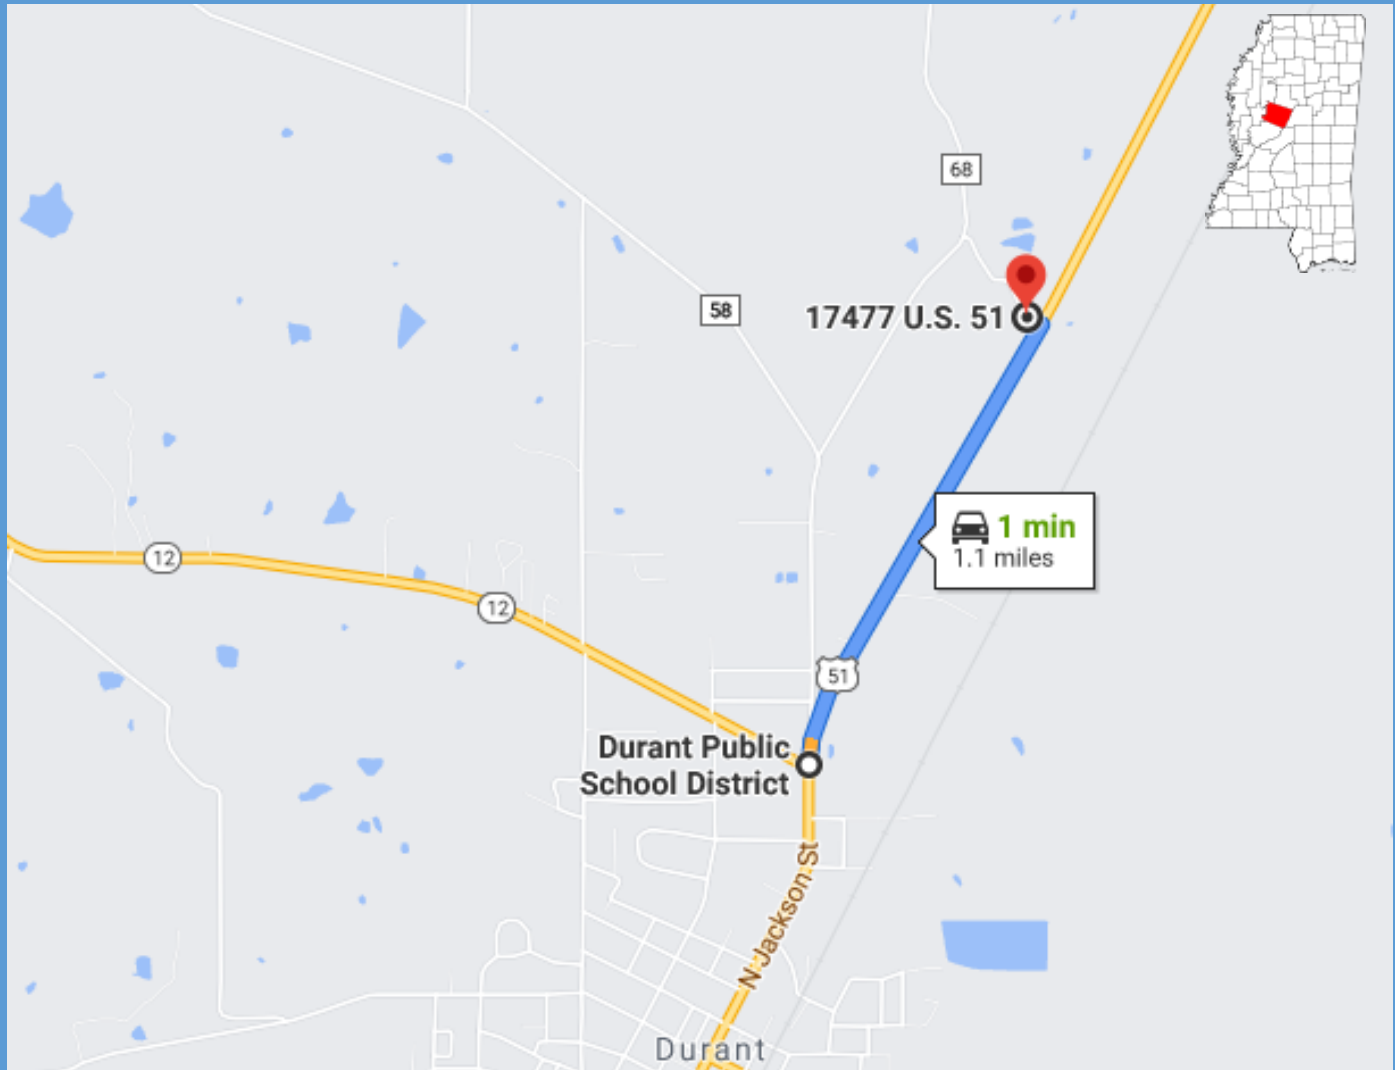 68
58
17477 U.S. 51
1 min
1.1 miles
12
12
51
Durant Public
School District
N Jackson St
Durant